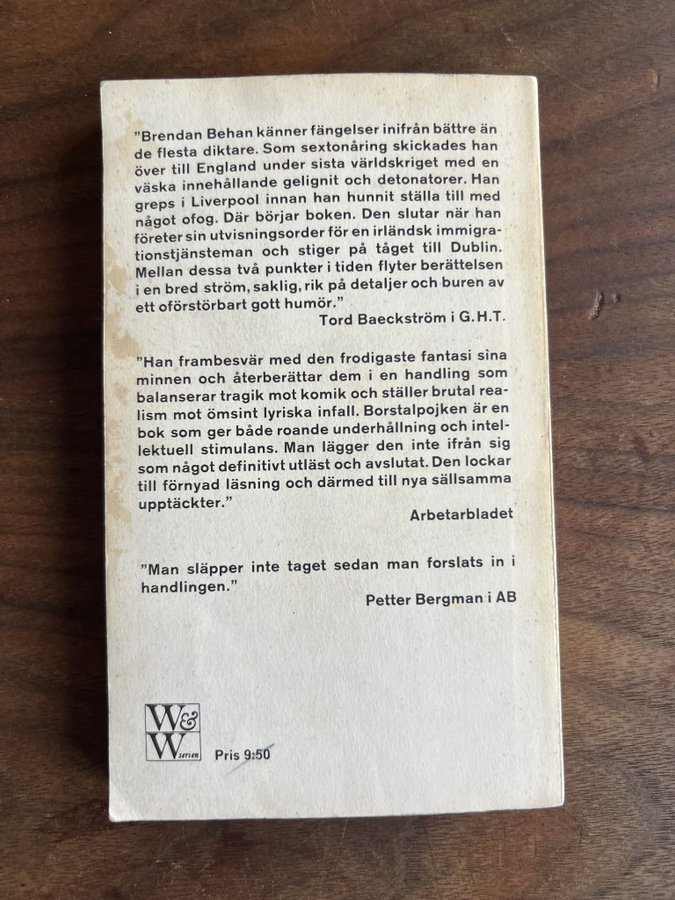 ”Brendan Behan känner fängelser inifrån bättre än
de flesta diktare. Som sextonåring skickades han
över till England under sista världskriget med en
väska innehållande gelignit och detonatorer. Han
greps i Liverpool innan han hunnit ställa till med
något ofog. Där börjar boken. Den slutar när han
företer sin utvisningsorder för en irländsk immigra-
tionstjänsteman och stiger på tåget till Dublin.
Mellan dessa två punkter i tiden flyter berättelsen
i en bred ström, saklig, rik på detaljer och buren av
ett oförstörbart gott humör.”
Tord Baeckström i G.H.T.
”Han frambesvär med den frodigaste fantasi sina
minnen och återberättar dem i en handling som
balanserar tragik mot komik och ställer brutal rea-
lism mot ömsint lyriska infall. Borstalpojken är en
bok som ger både roande underhållning och intel-
lektuell stimulans. Man lägger den inte ifrån sig
som något definitivt utläst och avslutat. Den lockar
till förnyad läsning och därmed till nya sällsamma
upptäckter.”
Arbetarbladet
”Man släpper inte taget sedan man forslats in i
handlingen.”
Petter Bergman i AB
W&
W serien
Pris 9:50